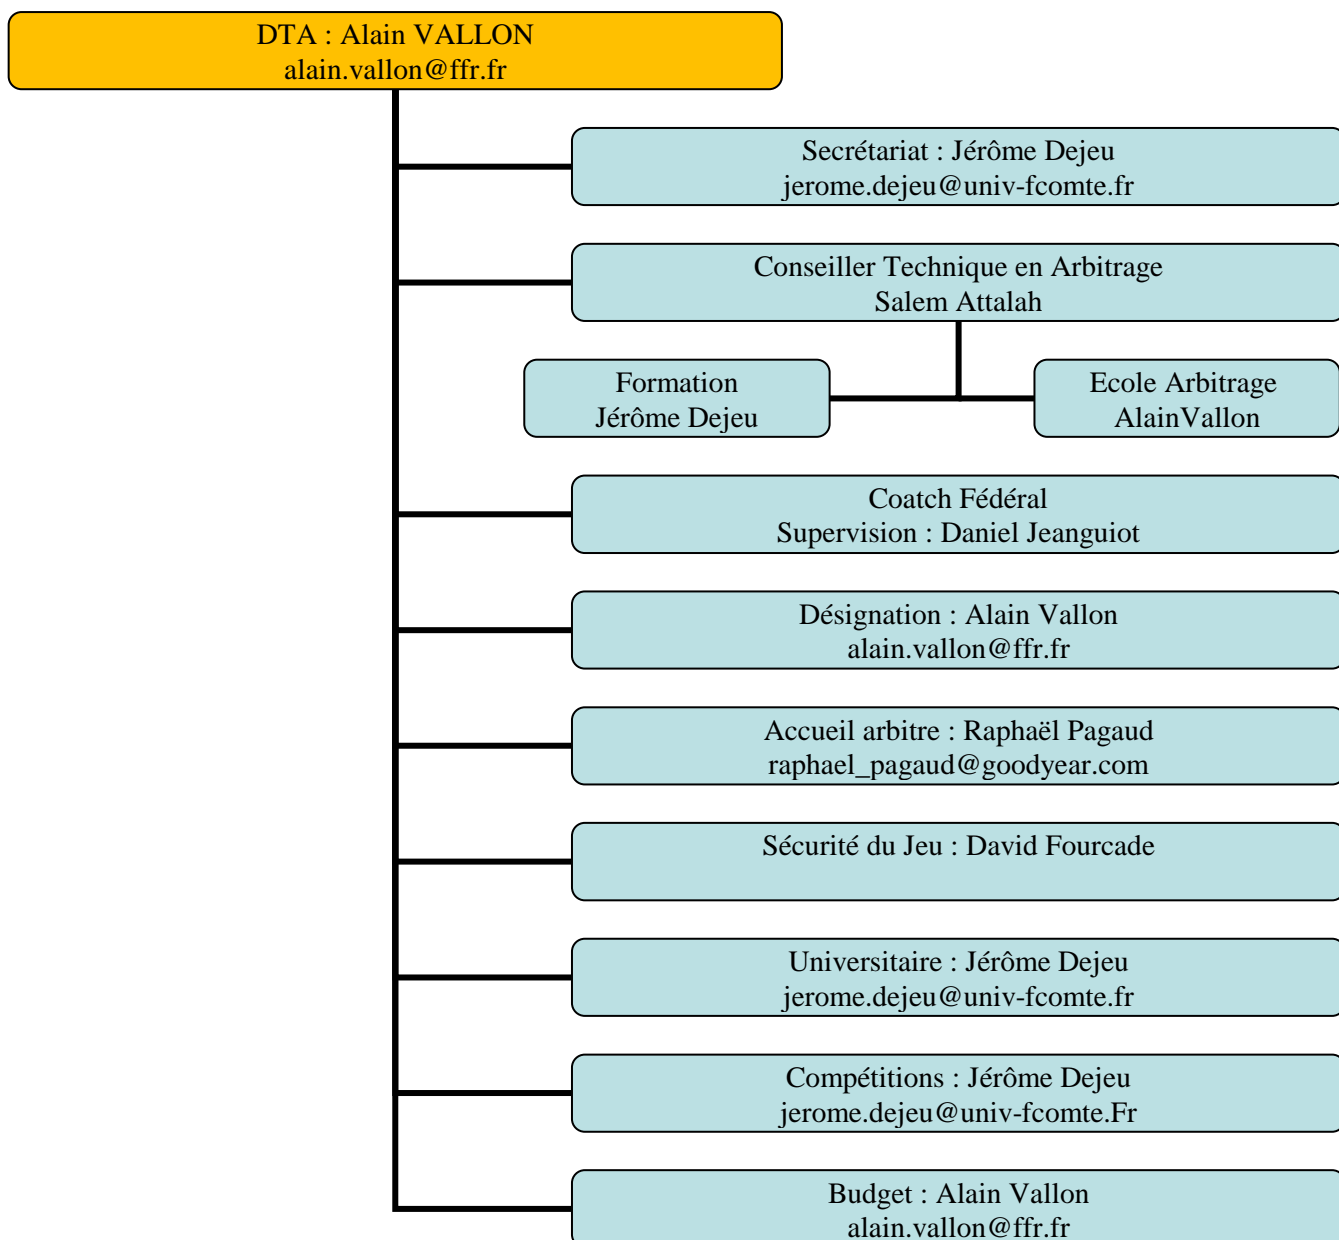 DTA : Alain VALLON
alain.vallon@ffr.fr
Secrétariat : Jérôme Dejeu
jerome.dejeu@univ-fcomte.fr
Conseiller Technique en Arbitrage
Salem Attalah
Formation
Jérôme Dejeu
Ecole Arbitrage
AlainVallon
Coatch Fédéral
Supervision : Daniel Jeanguiot
Désignation : Alain Vallon
alain.vallon@ffr.fr
Accueil arbitre : Raphaël Pagaud
raphael_pagaud@goodyear.com
Sécurité du Jeu : David Fourcade
Universitaire : Jérôme Dejeu
jerome.dejeu@univ-fcomte.fr
Compétitions : Jérôme Dejeu
jerome.dejeu@univ-fcomte.Fr
Budget : Alain Vallon
alain.vallon@ffr.fr